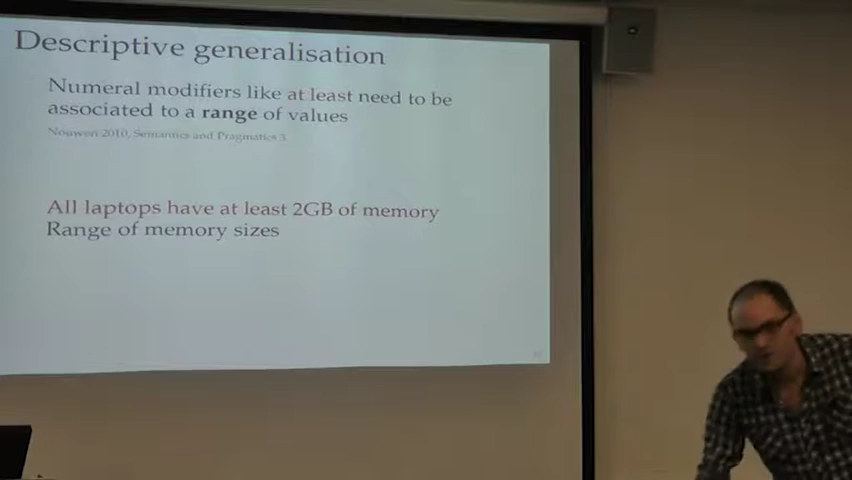 Descriptive generalisation
Numeral modifiers like at least need to be
associated to a range of values
Nouwen 2010, Semantics and Pragmatics 3
All laptops have at least 2GB of memory
Range of memory sizes